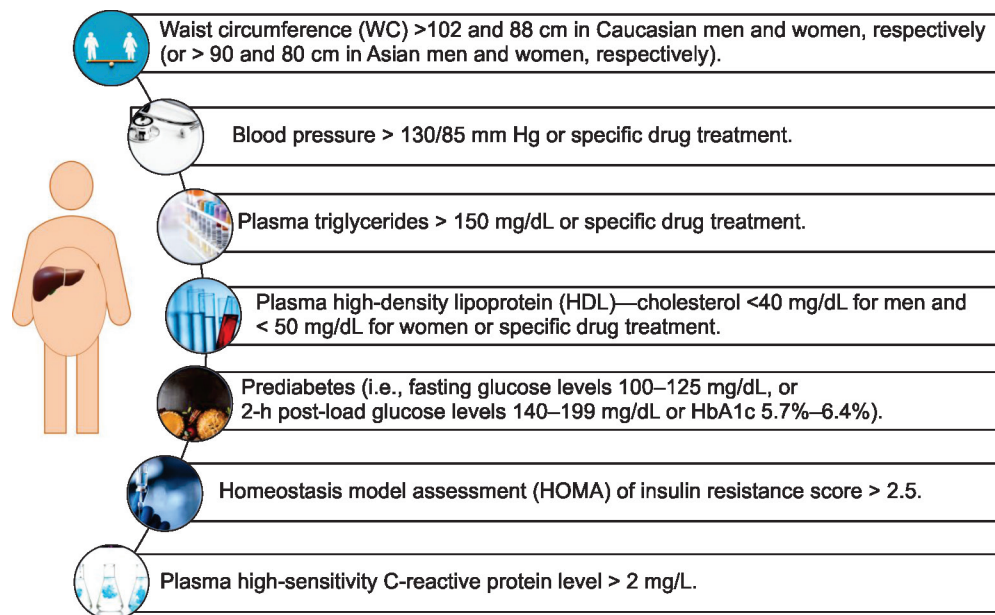 Waist circumference (WC) >102 and 88 cm in Caucasian men and women, respectively
(or > 90 and 80 cm in Asian men and women, respectively).
Blood pressure > 130/85 mm Hg or specific drug treatment.
Plasma triglycerides > 150 mg/dL or specific drug treatment.
Plasma high-density lipoprotein (HDL)—cholesterol <40 mg/dL for men and
< 50 mg/dL for women or specific drug treatment.
Prediabetes (i.e., fasting glucose levels 100–125 mg/dL, or
2-h post-load glucose levels 140–199 mg/dL or HbA1c 5.7%–6.4%).
Homeostasis model assessment (HOMA) of insulin resistance score > 2.5.
Plasma high-sensitivity C-reactive protein level > 2 mg/L.